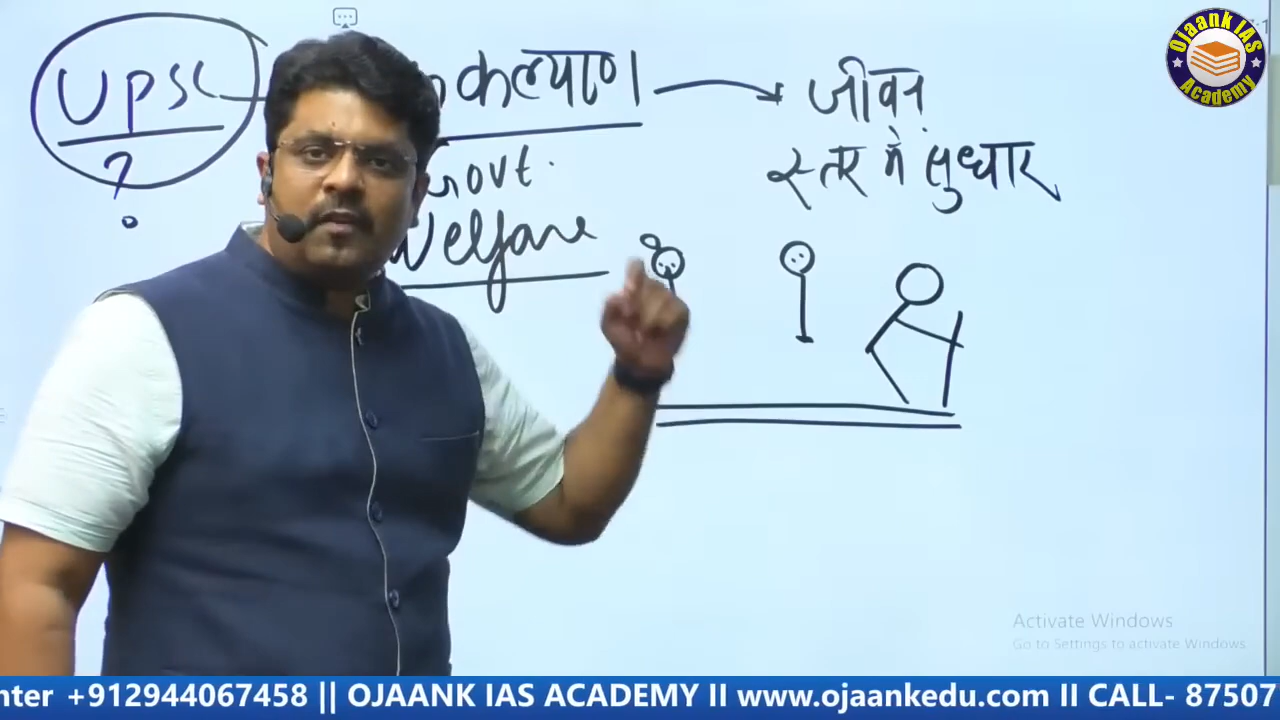 UPSC
?
कल्याण
जीवन
स्तर में सुधार
Govt.
Welfare
Ojaank IAS
Academy
Activate Windows
Go to Settings to activate Windows.
nter +912944067458 || OJAANK IAS ACADEMY II www.ojaankedu.com II CALL- 87507